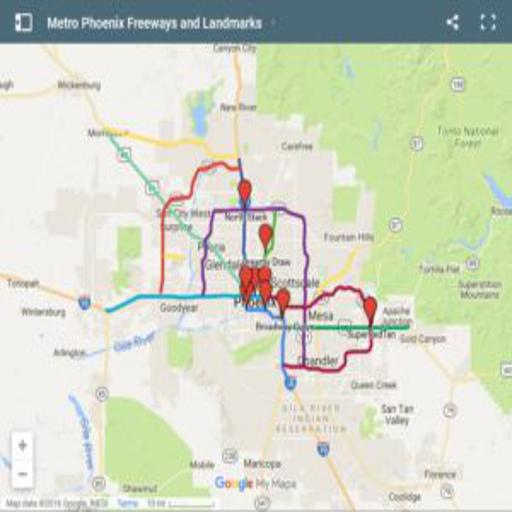 Metro Phoenix Freeways and Landmarks
Canyon City
Wickenburg
New River
Carefree
Tonto National
Forest
Sun City West
Surprise
North Stack
Peoria
Fountain Hills
Glendale
Scottsdale
Tortilla Flat
Superstition
Mountains
Tonopah
Wintersburg
Goodyear
Phoenix
Mesa
Apache
Junction
Gold Canyon
Arlington
Gila River
Chandler
Queen Creek
GILA RIVER
INDIAN
RESERVATION
San Tan
Valley
Gila River
Mobile
Maricopa
Florence
Shawmut
Coolidge
Google My Maps
Map data ©2016 Google, INEGI Terms 10 mi